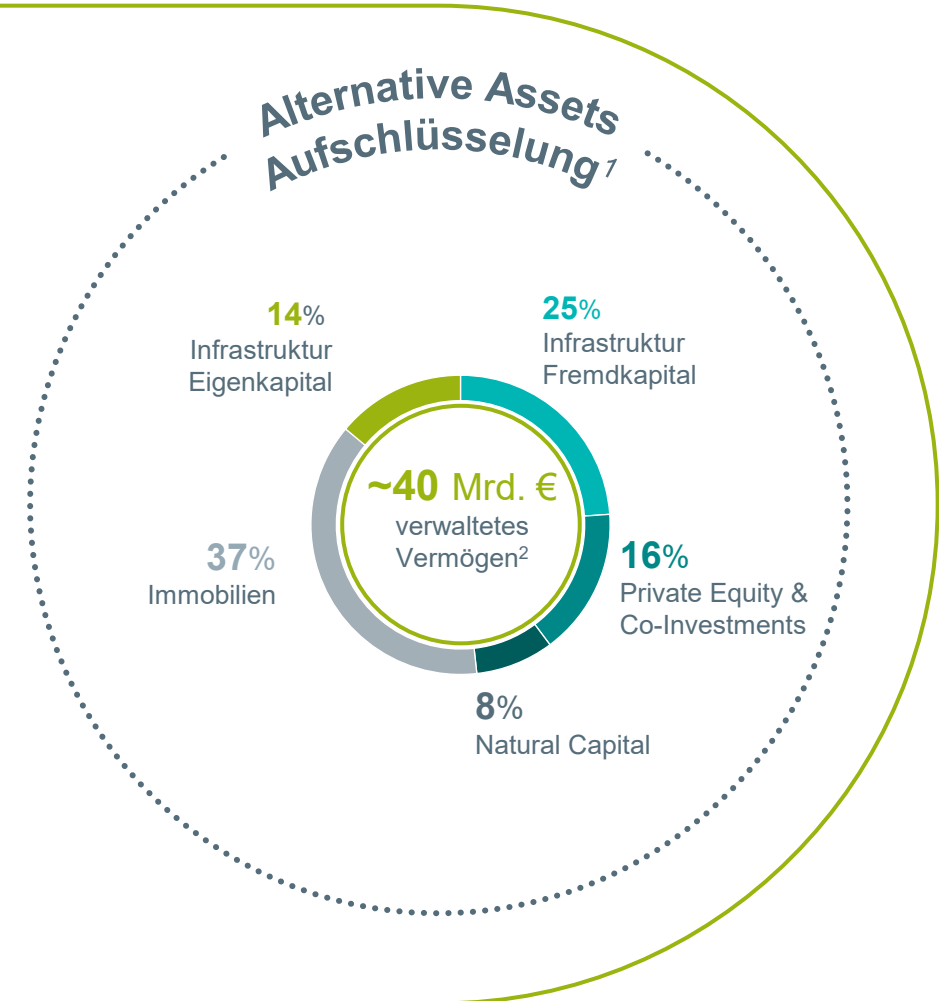 Alternative Assets
Aufschlüsselung¹
14%
Infrastruktur
Eigenkapital
25%
Infrastruktur
Fremdkapital
~40 Mrd. €
verwaltetes
Vermögen²
37%
Immobilien
16%
Private Equity &
Co-Investments
8%
Natural Capital